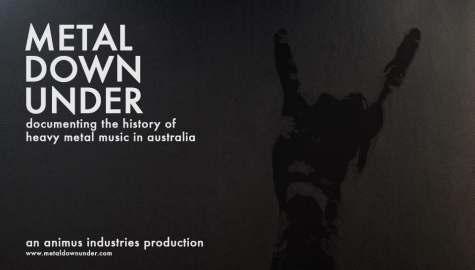 METAL
DOWN
UNDER
documenting the history of
heavy metal music in australia
an animus industries production
www.metaldownunder.com